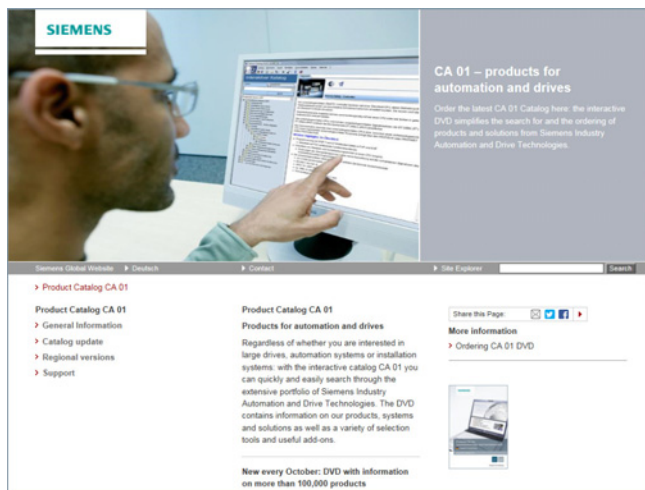 SIEMENS
CA 01 – products for
automation and drives
Order the latest CA 01 Catalog here: the interactive
DVD simplifies the search for and the ordering of
products and solutions from Siemens Industry
Automation and Drive Technologies.
Siemens Global Website Deutsch Contact Site Explorer Search
Product Catalog CA 01
Product Catalog CA 01
General Information
Catalog update
Regional versions
Support
Product Catalog CA 01
Products for automation and drives
Regardless of whether you are interested in
large drives, automation systems or installation
systems: with the interactive catalog CA 01 you
can quickly and easily search through the
extensive portfolio of Siemens Industry
Automation and Drive Technologies. The DVD
contains information on our products, systems
and solutions as well as a variety of selection
tools and useful add-ons.
New every October: DVD with information
on more than 100,000 products
Share this Page:
More information
Ordering CA 01 DVD